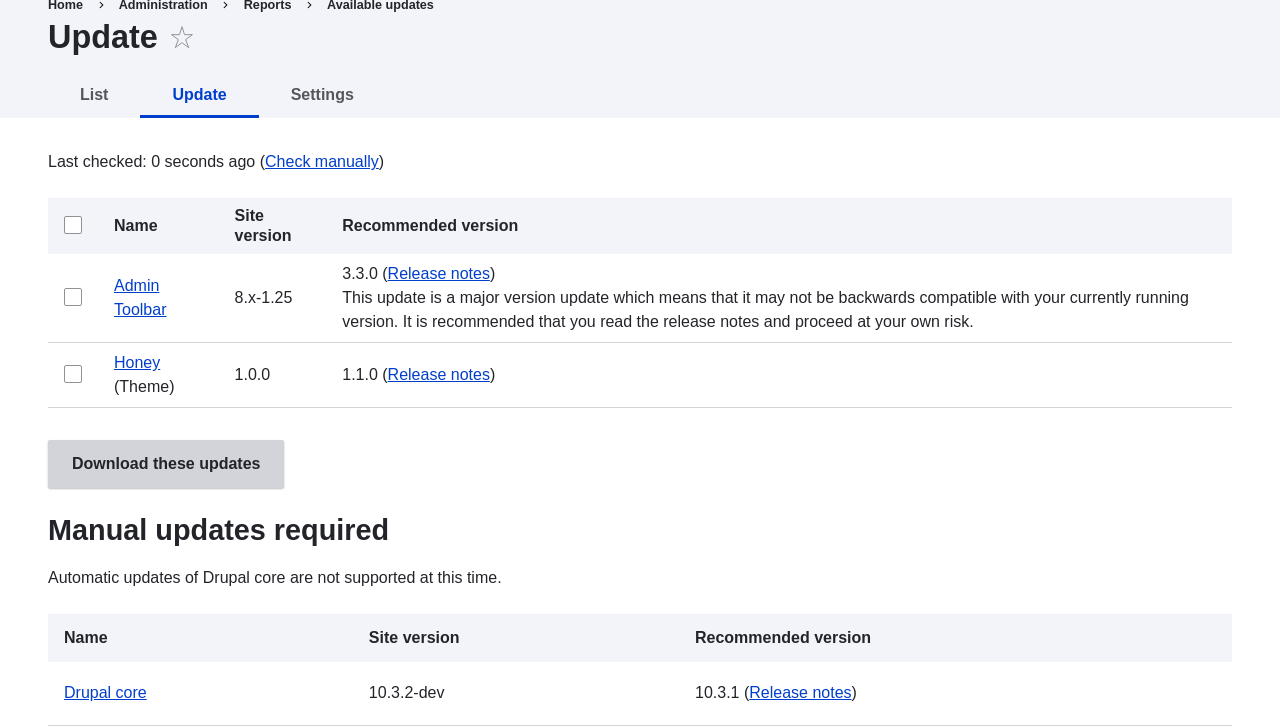 Home > Administration > Reports > Available updates
Update ☆
List Update Settings
Last checked: 0 seconds ago (Check manually)
Name Site version Recommended version
Admin Toolbar 8.x-1.25 3.3.0 (Release notes)
This update is a major version update which means that it may not be backwards compatible with your currently running
version. It is recommended that you read the release notes and proceed at your own risk.
Honey (Theme) 1.0.0 1.1.0 (Release notes)
Download these updates
Manual updates required
Automatic updates of Drupal core are not supported at this time.
Name Site version Recommended version
Drupal core 10.3.2-dev 10.3.1 (Release notes)